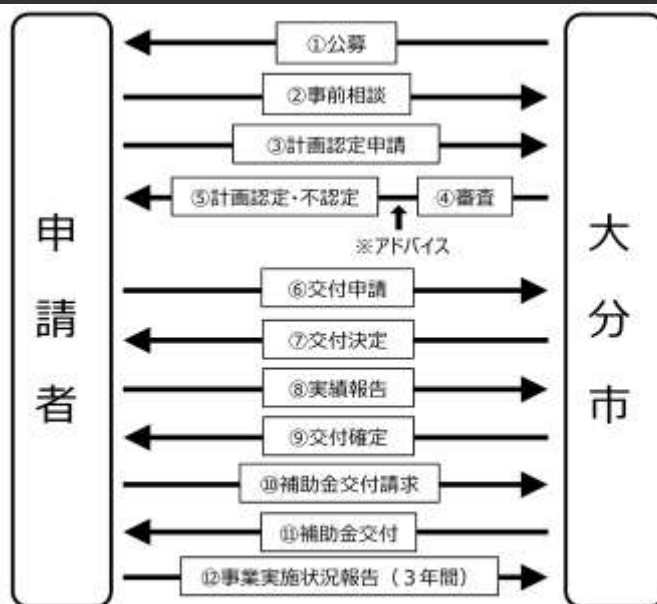 ①公募
②事前相談
③計画認定申請
⑤計画認定・不認定
④審査
※アドバイス
申請者
大分市
⑥交付申請
⑦交付決定
⑧実績報告
⑨交付確定
⑩補助金交付請求
⑪補助金交付
⑫事業実施状況報告(3年間)